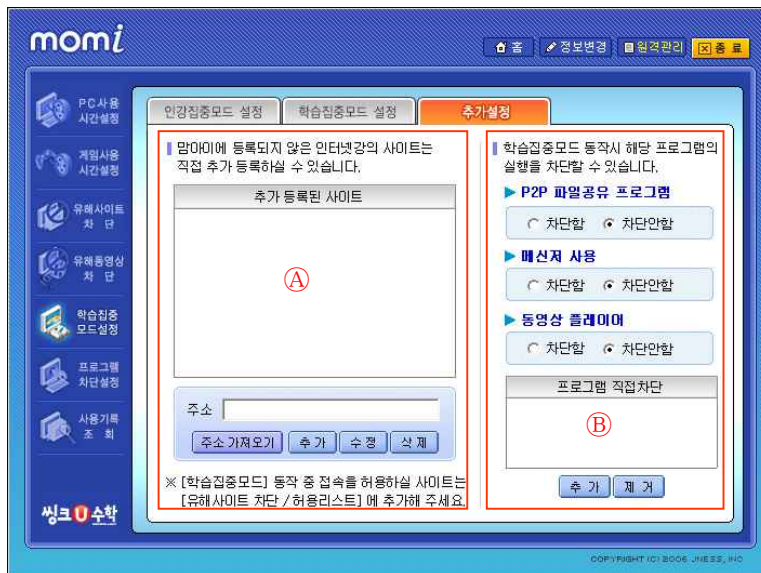 momi
홈
정보변경
원격관리
종 료
PC사용
시간설정
게임사용
시간설정
유해사이트
차 단
유해동영상
차 단
학습집중
모드설정
프로그램
차단설정
사용기록
조 회
씽크U수학
인강집중모드 설정
학습집중모드 설정
추가설정
맘아이에 등록되지 않은 인터넷강의 사이트는
직접 추가 등록하실 수 있습니다.
추가 등록된 사이트
Ⓐ
주소
주소 가져오기
추 가
수 정
삭 제
※ [학습집중모드] 동작 중 접속을 허용하실 사이트는
[유해사이트 차단 / 허용리스트] 에 추가해 주세요.
학습집중모드 동작시 해당 프로그램의
실행를 차단할 수 있습니다.
P2P 파일공유 프로그램
차단함 차단안함
메신저 사용
차단함 차단안함
동영상 플레이어
차단함 차단안함
프로그램 직접차단
Ⓑ
추 가
제 거
COPYRIGHT (C) 2006 JNESS, INC